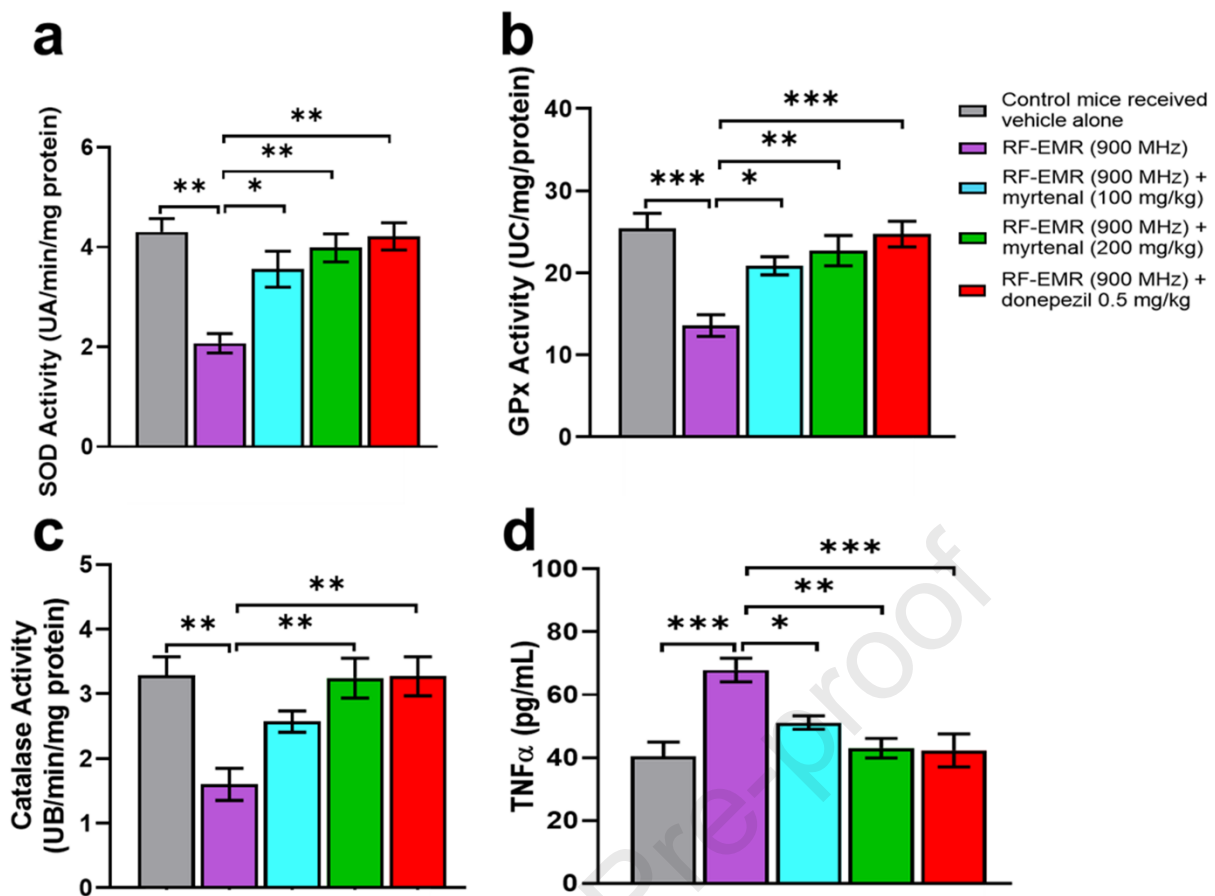 a
SOD Activity (UA/min/mg protein)
6
4
2
0
**
*
**
**
b
GPx Activity (UC/mg/protein)
40
30
20
10
0
***
*
**
***
Control mice received
vehicle alone
RF-EMR (900 MHz)
RF-EMR (900 MHz) +
myrtenal (100 mg/kg)
RF-EMR (900 MHz) +
myrtenal (200 mg/kg)
RF-EMR (900 MHz) +
donepezil 0.5 mg/kg
c
Catalase Activity
(UB/min/mg protein)
5
4
3
2
1
0
**
**
**
d
TNFα (pg/mL)
100
80
60
40
20
0
***
*
**
***
Pre-proof